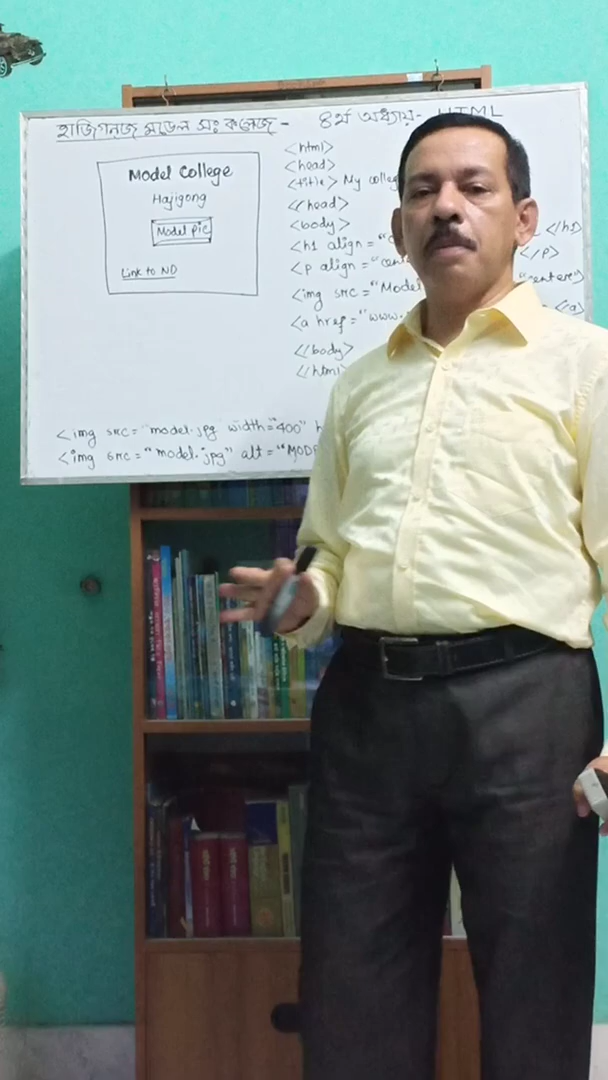 হাজিগনজ মডেল সঃ কলেজ -
৪র্থ অধ্যায়- HTML
Model College
Hajigong
Model pic
Link to ND
<html>
<head>
<title> My colleg
</head>
<body>
<h1 align = "c </h1>
<p align = "cent </p>
<img src = "Model "center>
<a href = "www. </a>
</body>
</html
<img src = "model.jpg" width="400" h
<img src = "model.jpg" alt = "MODE